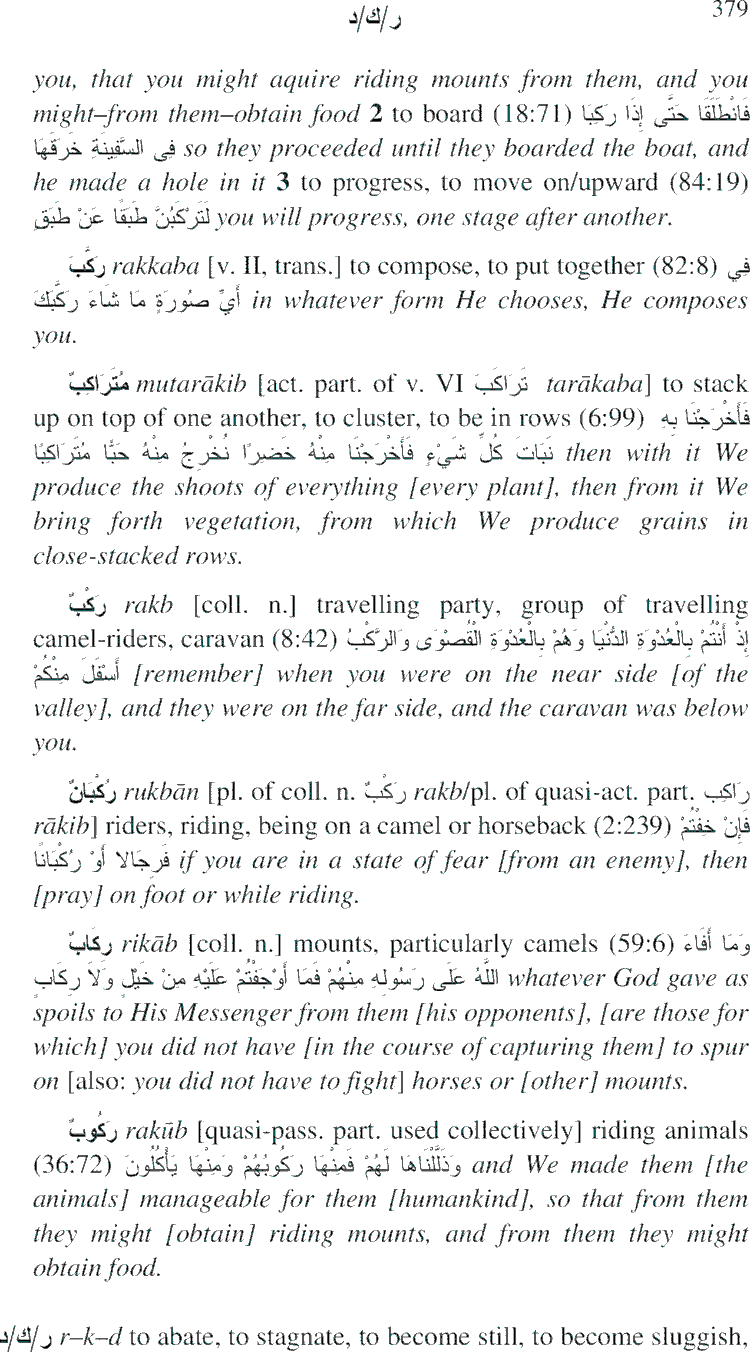 ر/ك/د 379
you, that you might aquire riding mounts from them, and you
might–from them–obtain food 2 to board (18:71) فَانْطَلَقَا حَتَّى إِذَا رَكِبَا
فِى السَّفِينَةِ خَرَقَهَا so they proceeded until they boarded the boat, and
he made a hole in it 3 to progress, to move on/upward (84:19)
لَتَرْكَبُنَّ طَبَقًا عَنْ طَبَقٍ you will progress, one stage after another.
رَكَّبَ rakkaba [v. II, trans.] to compose, to put together (82:8) فِي
أَيِّ صُورَةٍ مَا شَاءَ رَكَّبَكَ in whatever form He chooses, He composes
you.
مُتَرَاكِبٌ mutarākib [act. part. of v. VI تَرَاكَبَ tarākaba] to stack
up on top of one another, to cluster, to be in rows (6:99) فَأَخْرَجْنَا بِهِ
نَبَاتَ كُلِّ شَيْءٍ فَأَخْرَجْنَا مِنْهُ خَضِرًا نُخْرِجُ مِنْهُ حَبًّا مُتَرَاكِبًا then with it We
produce the shoots of everything [every plant], then from it We
bring forth vegetation, from which We produce grains in
close-stacked rows.
رَكْبٌ rakb [coll. n.] travelling party, group of travelling
camel-riders, caravan (8:42) إِذْ أَنْتُمْ بِالْعُدْوَةِ الدُّنْيَا وَهُمْ بِالْعُدْوَةِ الْقُصْوَى وَالرَّكْبُ
أَسْفَلَ مِنْكُمْ [remember] when you were on the near side [of the
valley], and they were on the far side, and the caravan was below
you.
رُكْبَانٌ rukbān [pl. of coll. n. رَكْبٌ rakb/pl. of quasi-act. part. رَاكِب
rākib] riders, riding, being on a camel or horseback (2:239) فَإِنْ خِفْتُمْ
فَرِجَالا أَوْ رُكْبَانًا if you are in a state of fear [from an enemy], then
[pray] on foot or while riding.
رِكَابٌ rikāb [coll. n.] mounts, particularly camels (59:6) وَمَا أَفَاءَ
اللَّهُ عَلَى رَسُولِهِ مِنْهُمْ فَمَا أَوْجَفْتُمْ عَلَيْهِ مِنْ خَيْلٍ وَلَا رِكَابٍ whatever God gave as
spoils to His Messenger from them [his opponents], [are those for
which] you did not have [in the course of capturing them] to spur
on [also: you did not have to fight] horses or [other] mounts.
رَكُوبٌ rakūb [quasi-pass. part. used collectively] riding animals
(36:72) وَذَلَّلْنَاهَا لَهُمْ فَمِنْهَا رَكُوبُهُمْ وَمِنْهَا يَأْكُلُونَ and We made them [the
animals] manageable for them [humankind], so that from them
they might [obtain] riding mounts, and from them they might
obtain food.
ر/ك/د r–k–d to abate, to stagnate, to become still, to become sluggish,